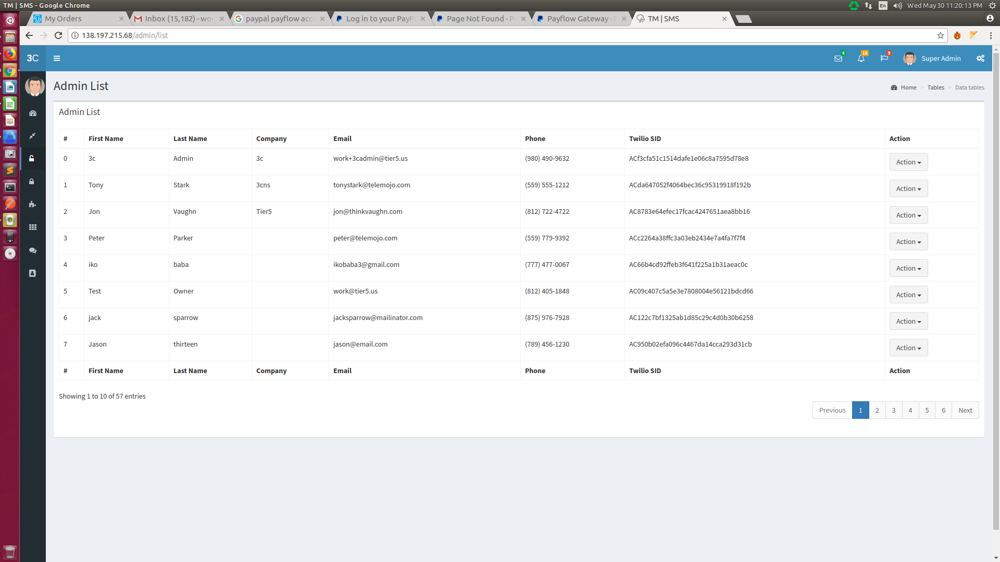 TM | SMS - Google Chrome
En
Wed May 30 11:20:13 PM
My Orders
Inbox (15,182) - wor
paypal payflow acc
Log in to your PayP
Page Not Found - Pa
Payflow Gateway -
TM | SMS
138.197.215.68/admin/list
3C
4
10
9
Super Admin
Admin List
Home > Tables > Data tables
Admin List
# First Name Last Name Company Email Phone Twilio SID Action
0 3c Admin 3c work+3cadmin@tier5.us (980) 490-9632 ACf3cfa51c1514dafe1e06c8a7595d78e8 Action
1 Tony Stark 3cns tonystark@telemojo.com (559) 555-1212 ACda647052f4064bec36c95319918f192b Action
2 Jon Vaughn Tier5 jon@thinkvaughn.com (812) 722-4722 AC8783e64efec17fcac4247651aea8bb16 Action
3 Peter Parker peter@telemojo.com (559) 779-9392 ACc2264a38ffc3a03eb2434e7a4fa7f7f4 Action
4 iko baba ikobaba3@gmail.com (777) 477-0067 AC66b4cd92ffeb3f641f225a1b31aeac0c Action
5 Test Owner work@tier5.us (812) 405-1848 AC09c407c5a5e3e7808004e56121bdcd66 Action
6 jack sparrow jacksparrow@mailinator.com (875) 976-7928 AC122c7bf1325ab1d85c29c4d0b30b6258 Action
7 Jason thirteen jason@email.com (789) 456-1230 AC950b02efa096c4467da14cca293d31cb Action
# First Name Last Name Company Email Phone Twilio SID Action
Showing 1 to 10 of 57 entries
Previous 1 2 3 4 5 6 Next